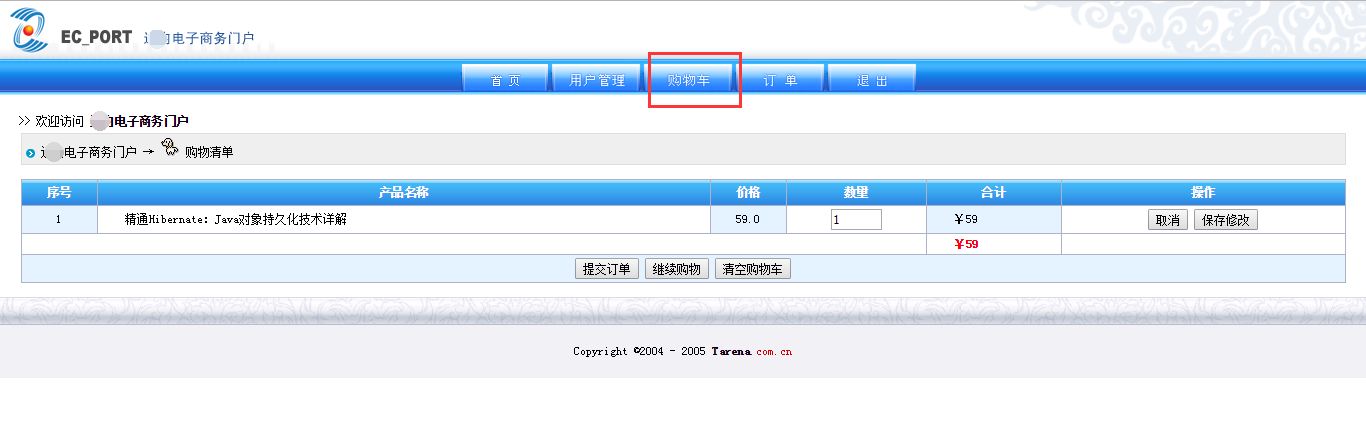 EC_PORT 电子商务门户
首 页 用户管理 购物车 订 单 退 出
>> 欢迎访问 电子商务门户
电子商务门户 → 购物清单
序号 产品名称 价格 数量 合计 操作
1 精通Hibernate: Java对象持久化技术详解 59.0 1 ￥59 取消 保存修改
￥59
提交订单 继续购物 清空购物车
Copyright ©2004 - 2005 Tarena.com.cn